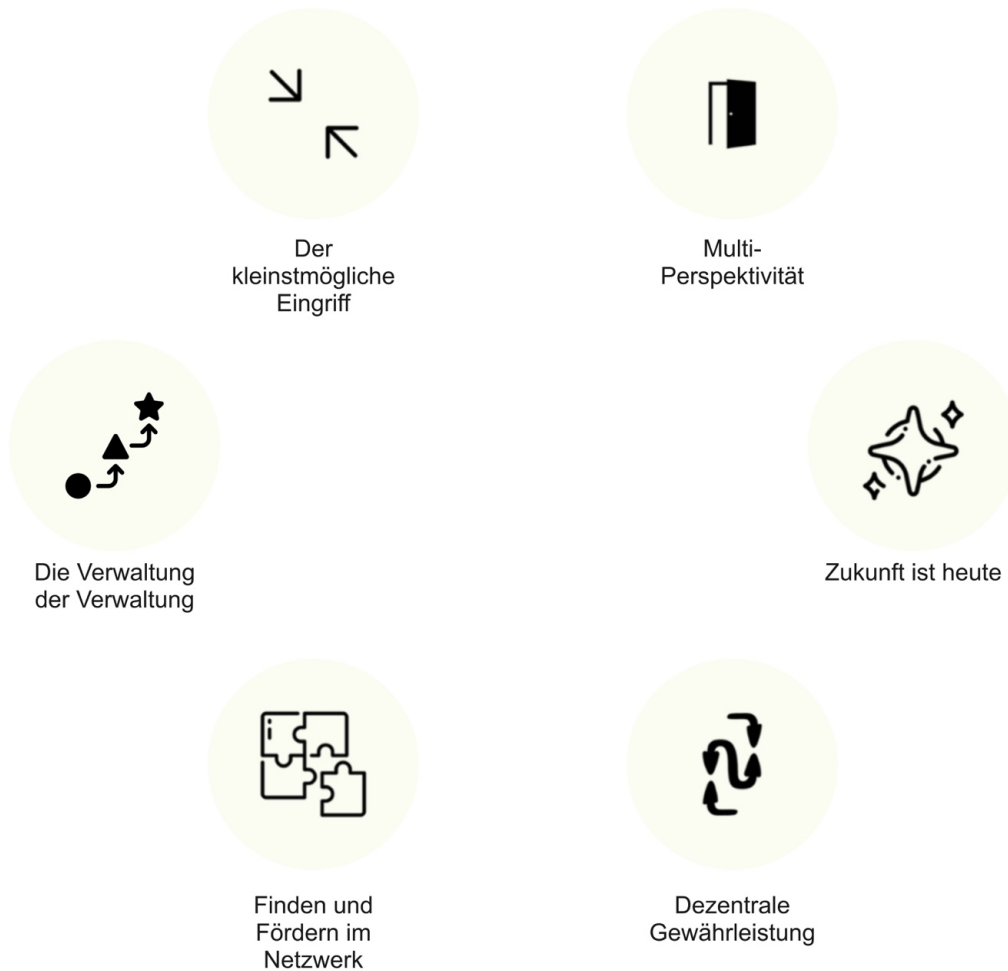 Der
kleinstmögliche
Eingriff
Multi-
Perspektivität
Die Verwaltung
der Verwaltung
Zukunft ist heute
Finden und
Fördern im
Netzwerk
Dezentrale
Gewährleistung